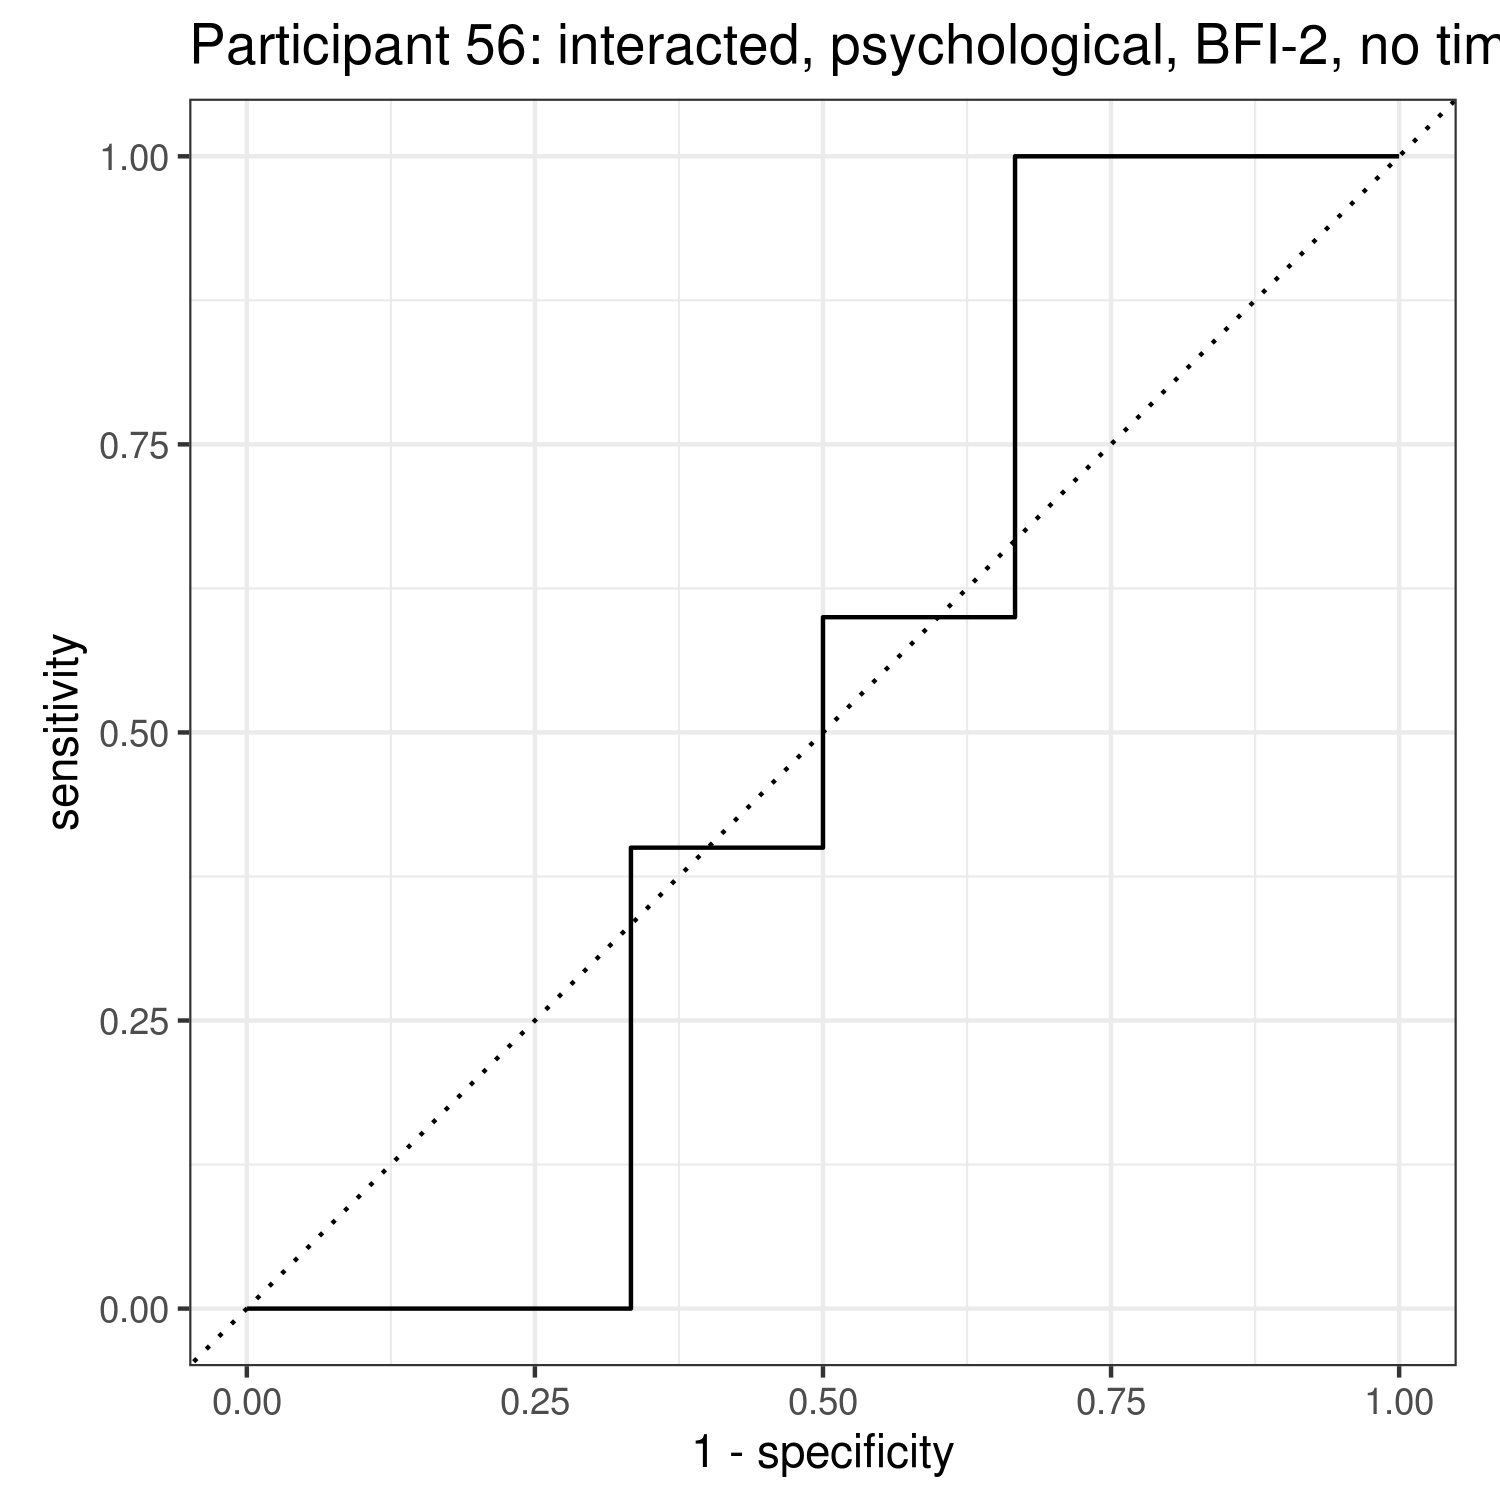 Participant 56: interacted, psychological, BFI-2, no tim
1.00
0.75
0.50
0.25
0.00
sensitivity
0.00 0.25 0.50 0.75 1.00
1 - specificity